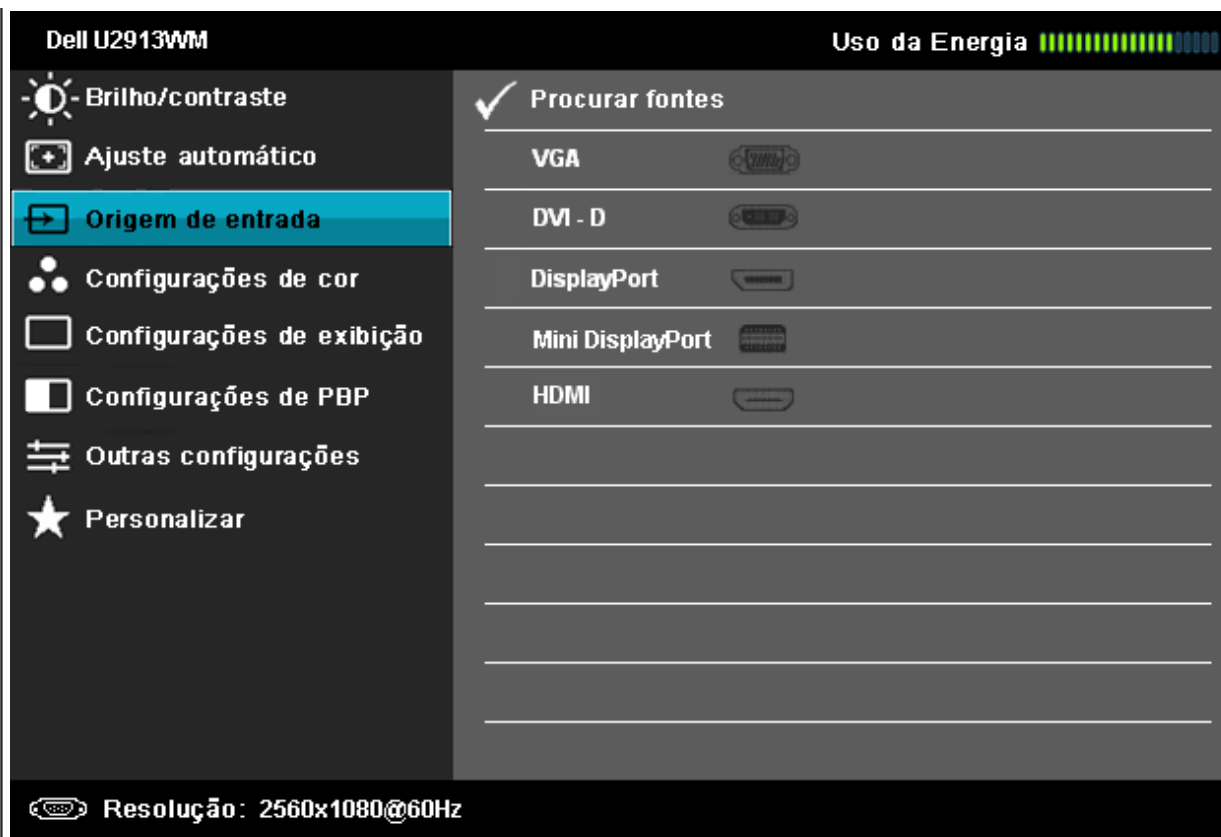 Dell U2913WM
Uso da Energia
Brilho/contraste
Ajuste automático
Origem de entrada
Configurações de cor
Configurações de exibição
Configurações de PBP
Outras configurações
Personalizar
Procurar fontes
VGA
DVI - D
DisplayPort
Mini DisplayPort
HDMI
Resolução: 2560x1080@60Hz